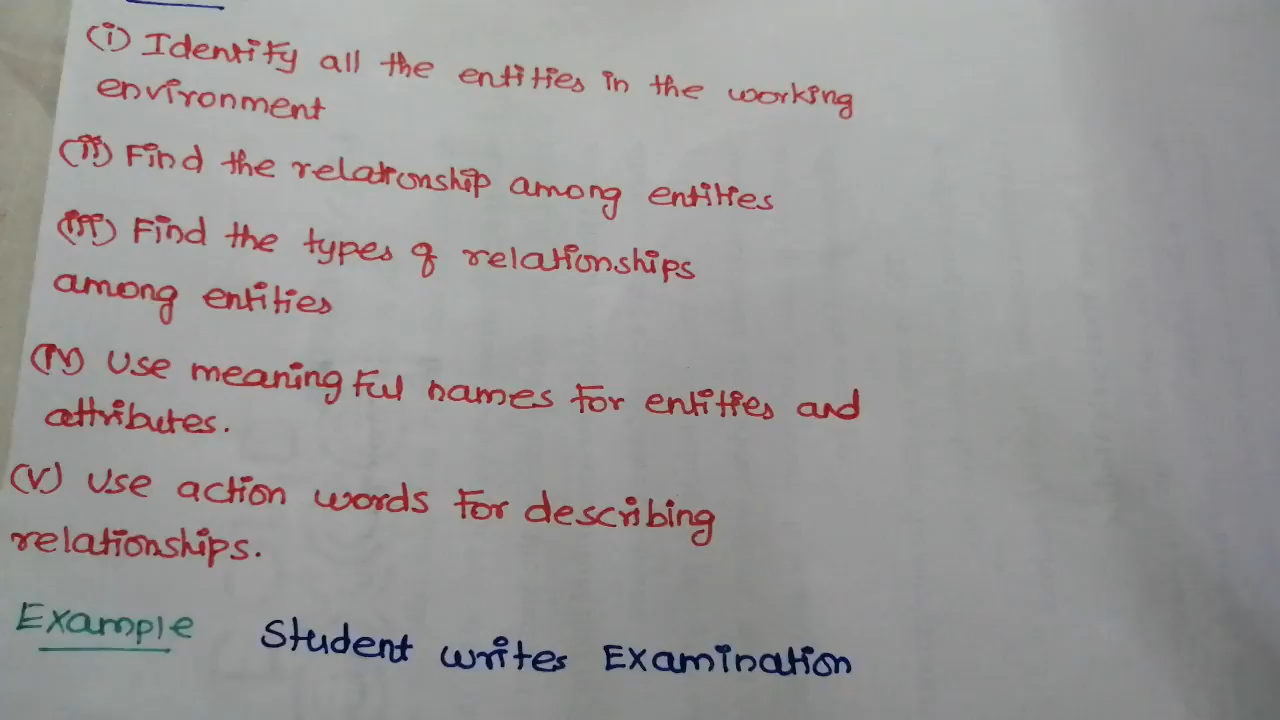 (i) Identify all the entities in the working
environment
(ii) Find the relationship among entities
(iii) Find the types of relationships
among entities
(iv) Use meaningful names for entities and
attributes.
(v) Use action words for describing
relationships.
Example Student writes Examination